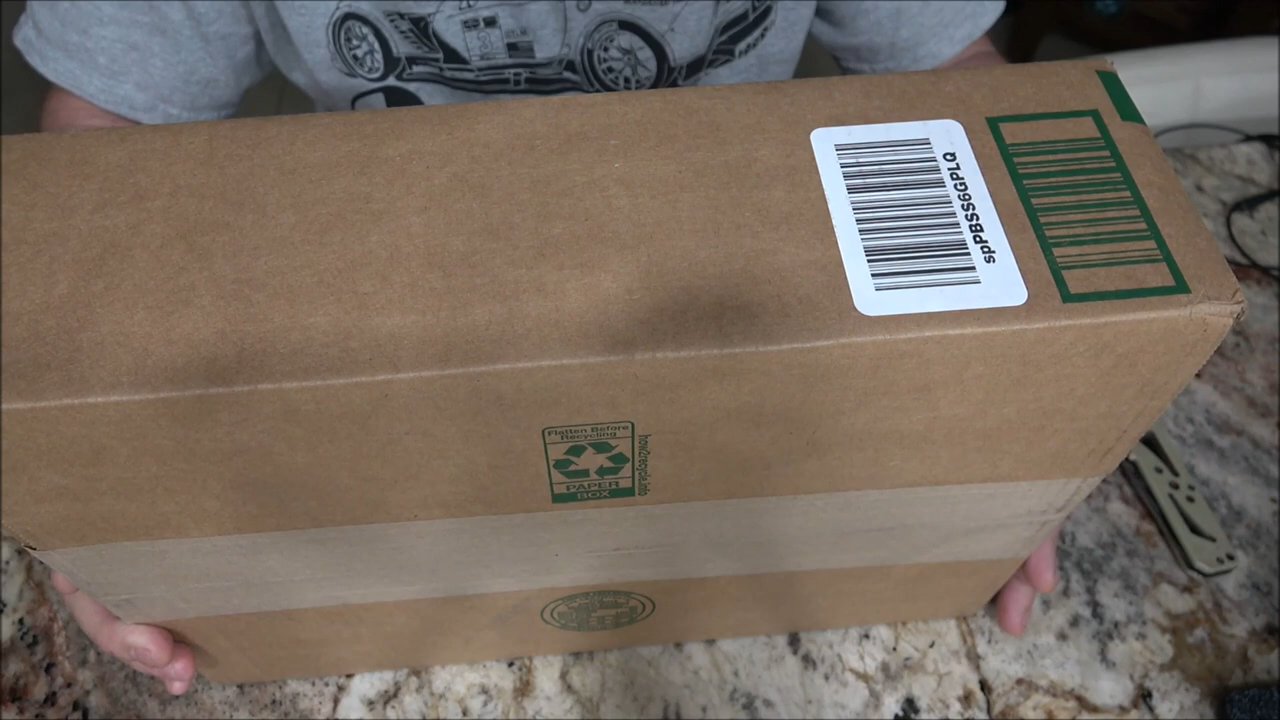 spPBSS6GPLQ
Flatten Before
Recycling
PAPER
BOX
how2recycle.info